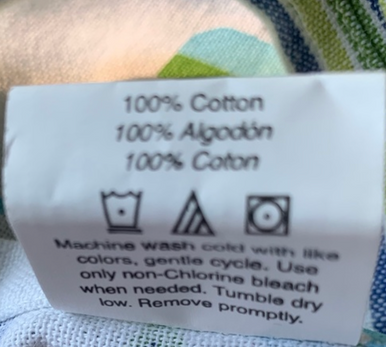 100% Cotton
100% Algodón
100% Coton
Machine wash cold with like
colors, gentle cycle. Use
only non-Chlorine bleach
when needed. Tumble dry
low. Remove promptly.